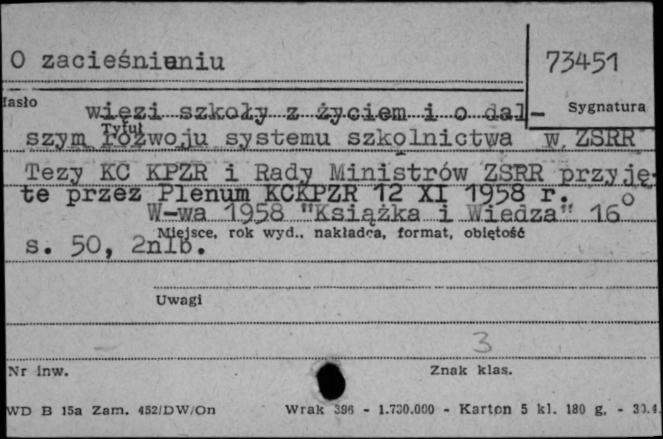 O zacieśnieniu
73451
Hasło
Sygnatura
więzi szkoły z życiem i o dal-
Tytuł
szym rozwoju systemu szkolnictwa w ZSRR
Tezy KC KPZR i Rady Ministrów ZSRR przyję-
te przez Plenum KCKPZR 12 XI 1958 r.
W-wa 1958 "Książka i Wiedza" 16°
Miejsce, rok wyd., nakładca, format, objętość
s. 50, 2nlb.
Uwagi
3
Nr inw.
Znak klas.
WD B 15a Zam. 452/DW/On Wrak 396 - 1.730.000 - Karton 5 kl. 180 g. - 30.4.